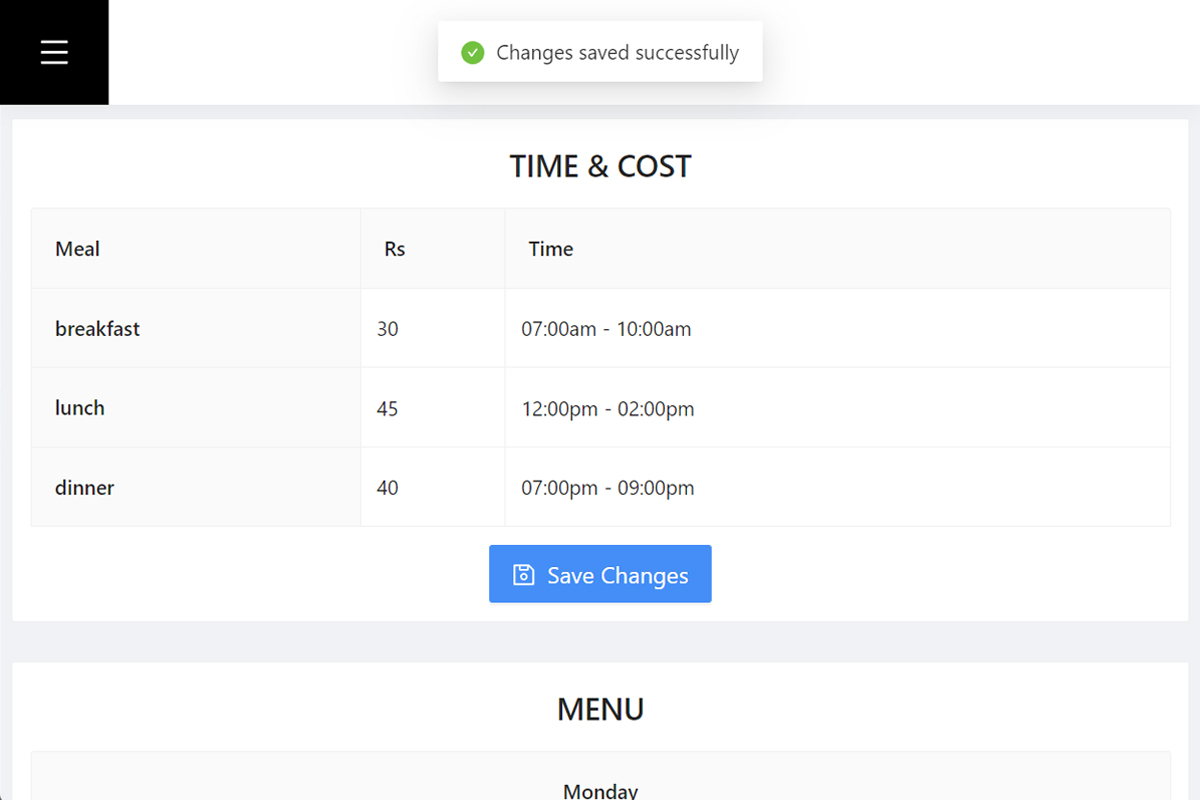 Changes saved successfully
TIME & COST
Meal Rs Time
breakfast 30 07:00am - 10:00am
lunch 45 12:00pm - 02:00pm
dinner 40 07:00pm - 09:00pm
Save Changes
MENU
Monday